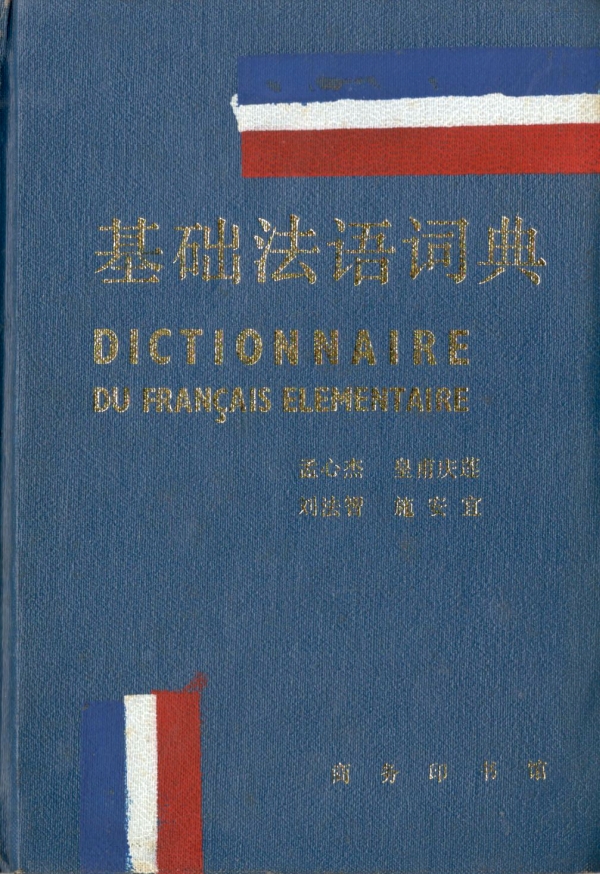 基础法语词典
DICTIONNAIRE
DU FRANÇAIS ELEMENTAIRE
心杰 皇甫庆莲
刘法智 施安宜
商务印书馆